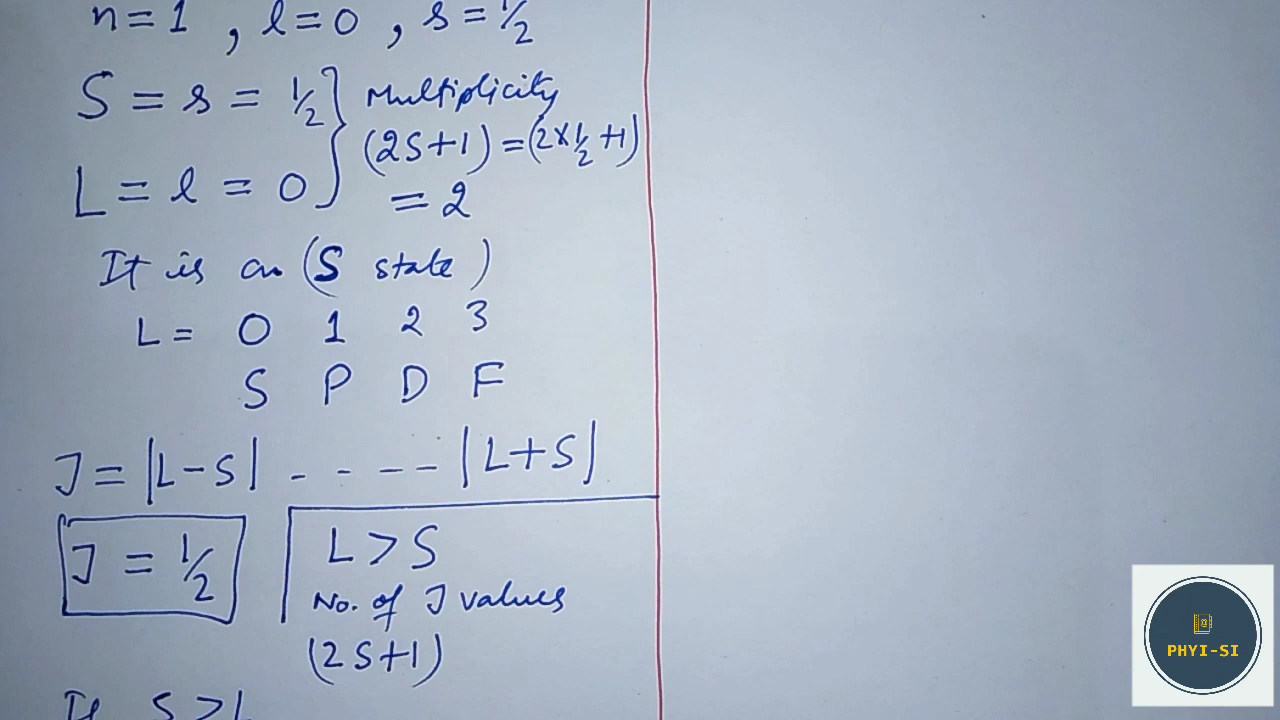 n=1 , l=0 , s=1/2
S = s = 1/2 } Multiplicity
(2S+1) = (2×1/2+1)
L = l = 0 = 2
It is an (S state)
L = 0 1 2 3
S P D F
J = |L-S| - - - - |L+S|
J = 1/2
L > S
No. of J values
(2S+1)
If S > L
PHYI-SI